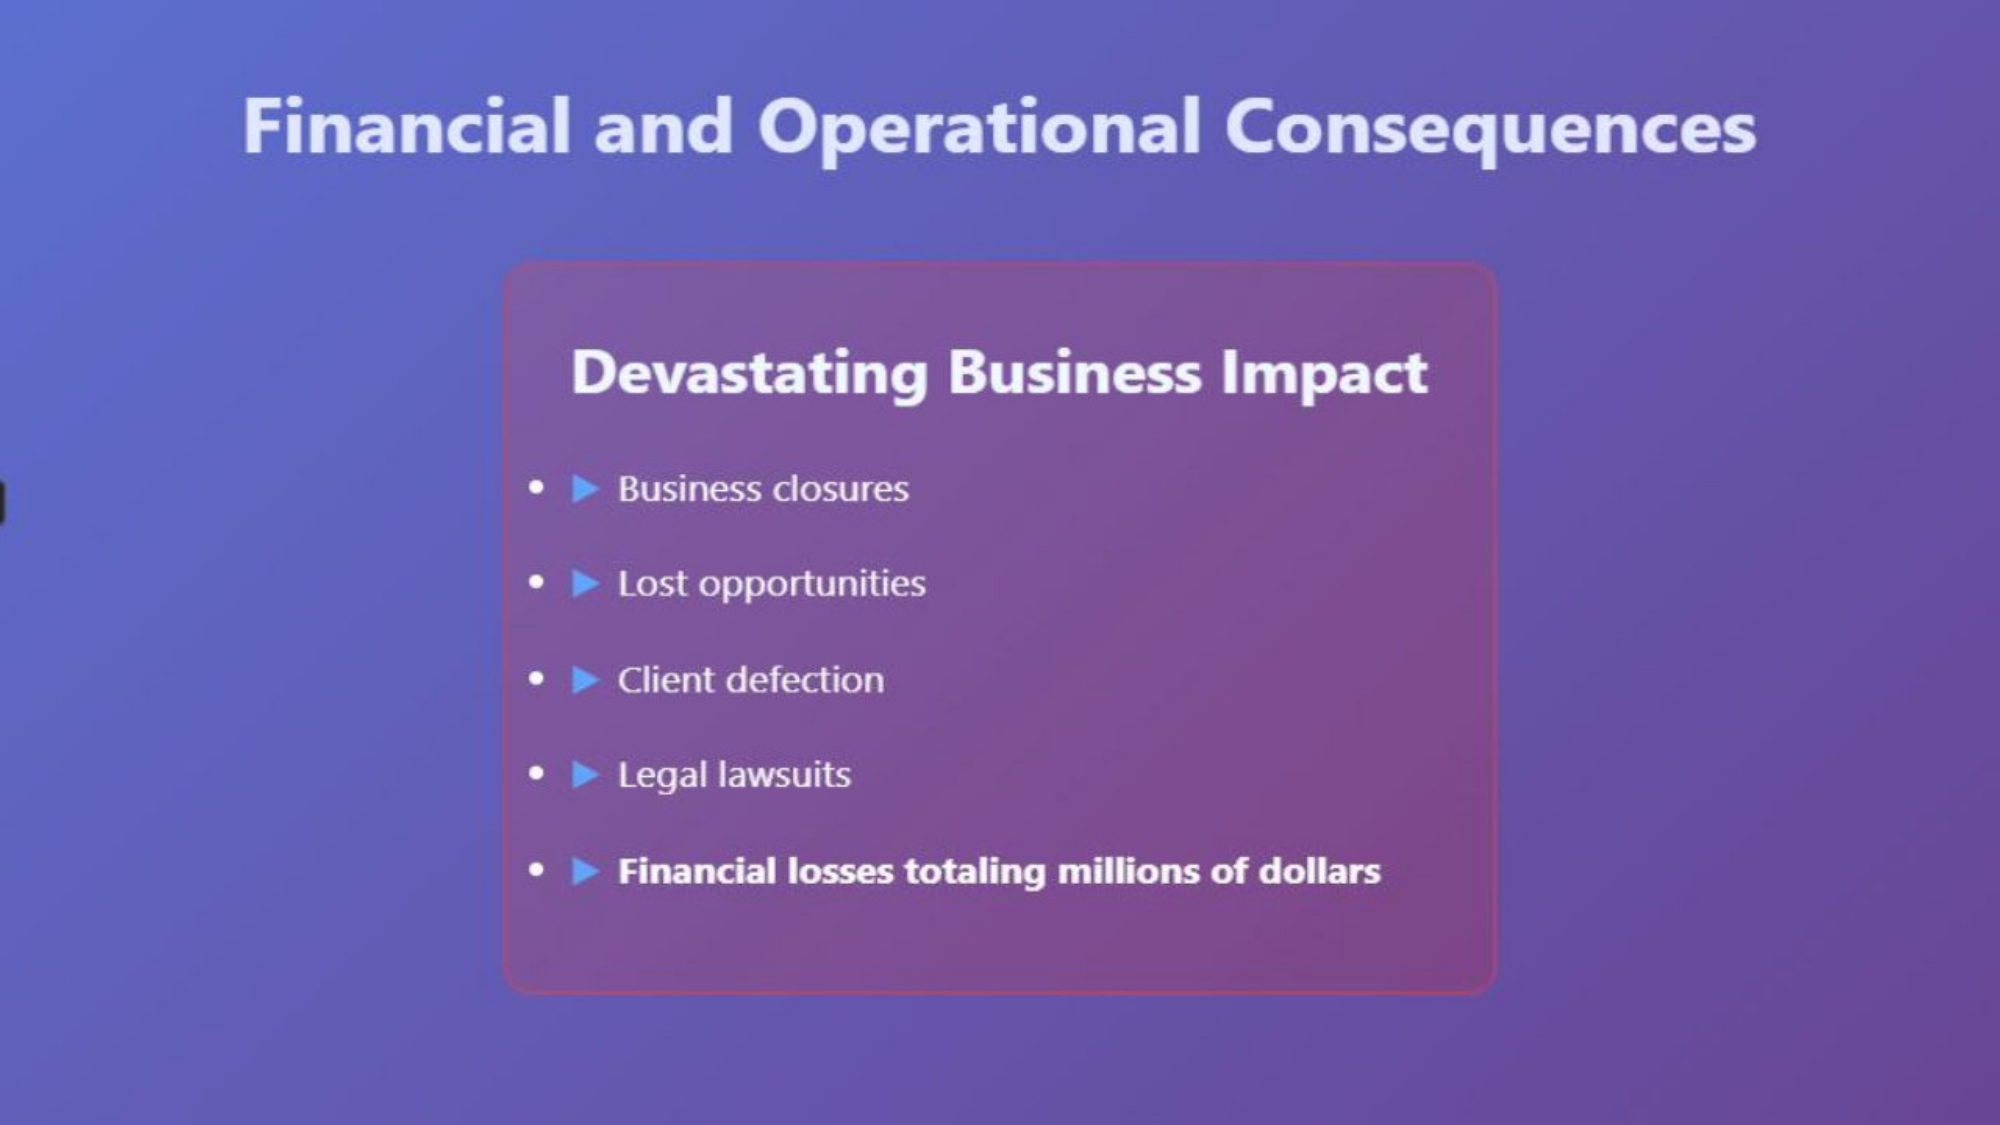 Financial and Operational Consequences
Devastating Business Impact
• ▶ Business closures
• ▶ Lost opportunities
• ▶ Client defection
• ▶ Legal lawsuits
• ▶ Financial losses totaling millions of dollars